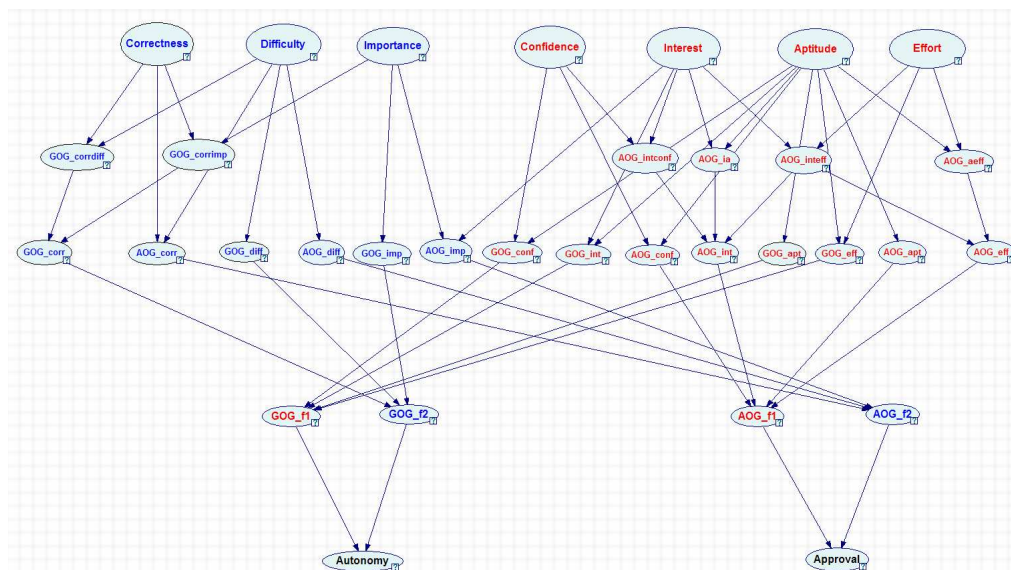 Correctness
Difficulty
Importance
Confidence
Interest
Aptitude
Effort
GOG_corrdiff
GOG_corrimp
AOG_intconf
AOG_ia
AOG_inteff
AOG_aeff
GOG_corr
AOG_corr
GOG_diff
AOG_diff
GOG_imp
AOG_imp
GOG_conf
GOG_int
AOG_conf
AOG_int
GOG_apt
GOG_eff
AOG_apt
AOG_eff
GOG_f1
GOG_f2
AOG_f1
AOG_f2
Autonomy
Approval